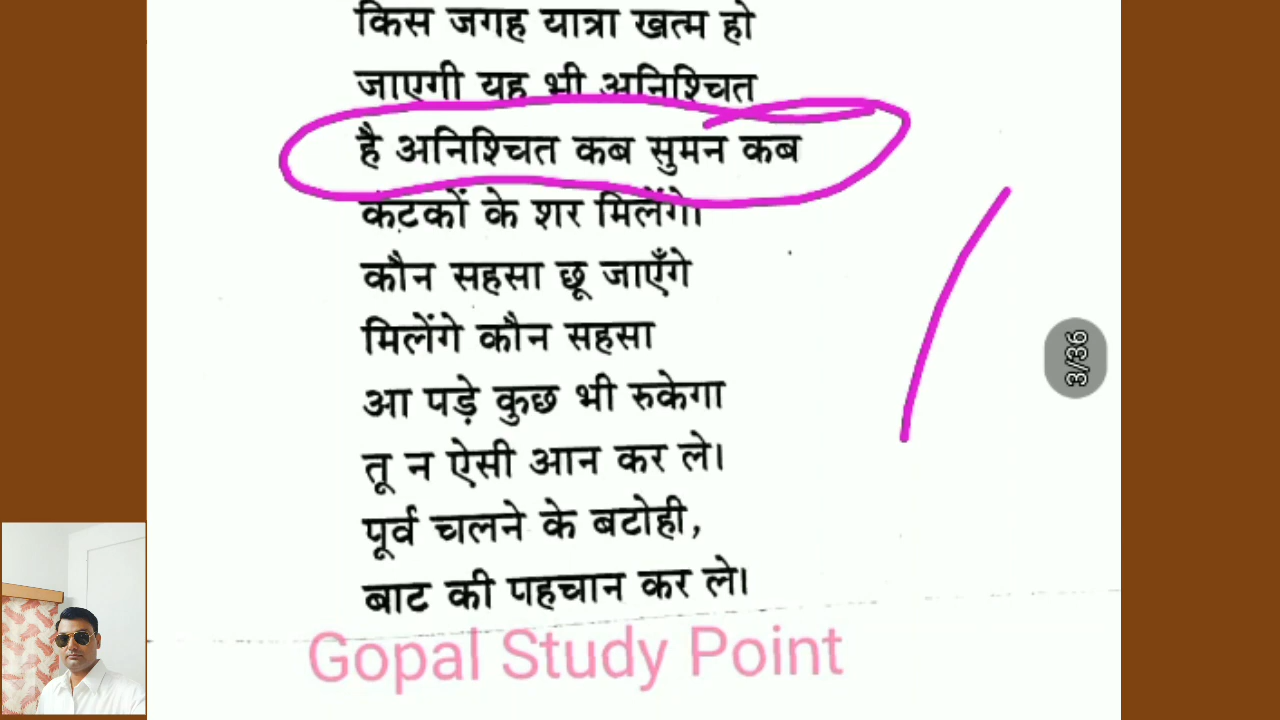 किस जगह यात्रा खत्म हो
जाएगी यह भी अनिश्चित
है अनिश्चित कब सुमन कब
कंटकों के शर मिलेंगे।
कौन सहसा छू जाएँगे
मिलेंगे कौन सहसा
आ पड़े कुछ भी रुकेगा
तू न ऐसी आन कर ले।
पूर्व चलने के बटोही,
बाट की पहचान कर ले।
Gopal Study Point
3/36